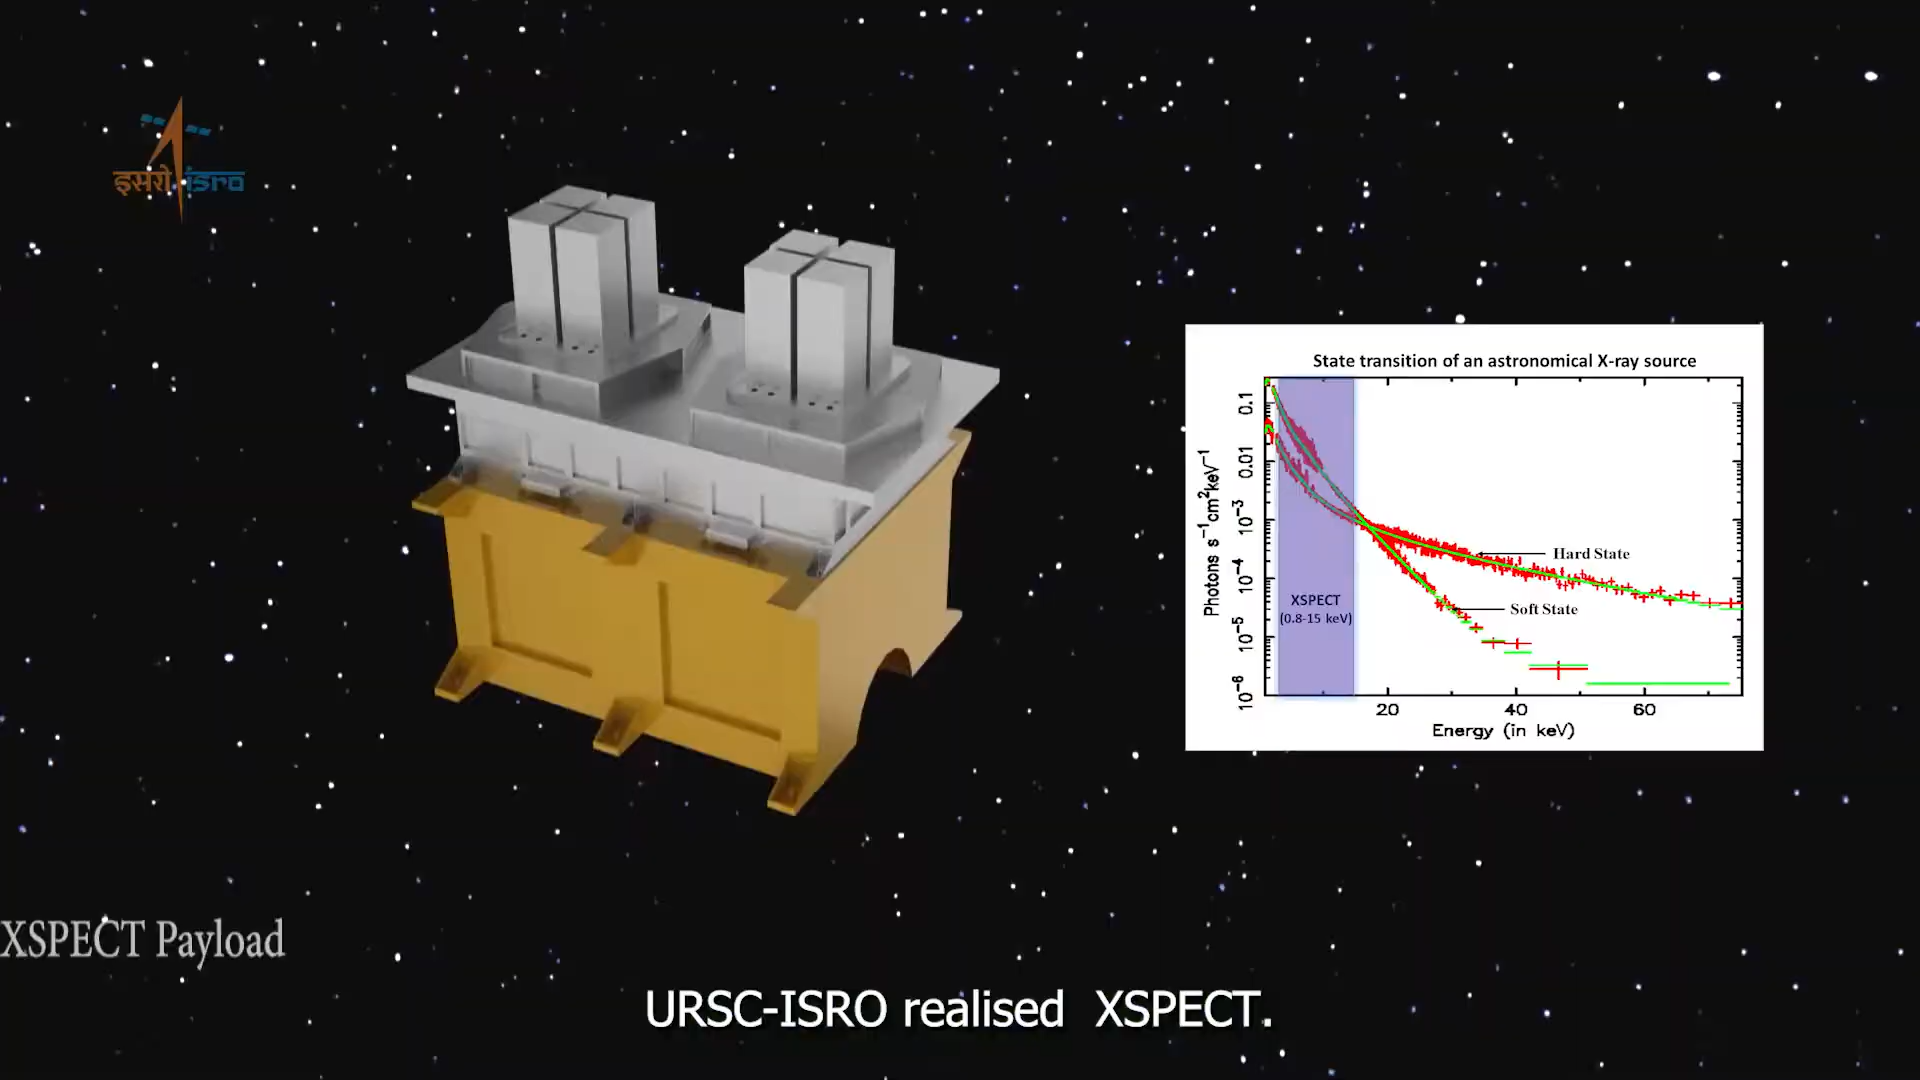 इसरो isro
State transition of an astronomical X-ray source
0.1
0.01
10⁻³
10⁻⁴
10⁻⁵
10⁻⁶
Photons s⁻¹cm²keV⁻¹
XSPECT
(0.8-15 keV)
Hard State
Soft State
20 40 60
Energy (in keV)
XSPECT Payload
URSC-ISRO realised XSPECT.